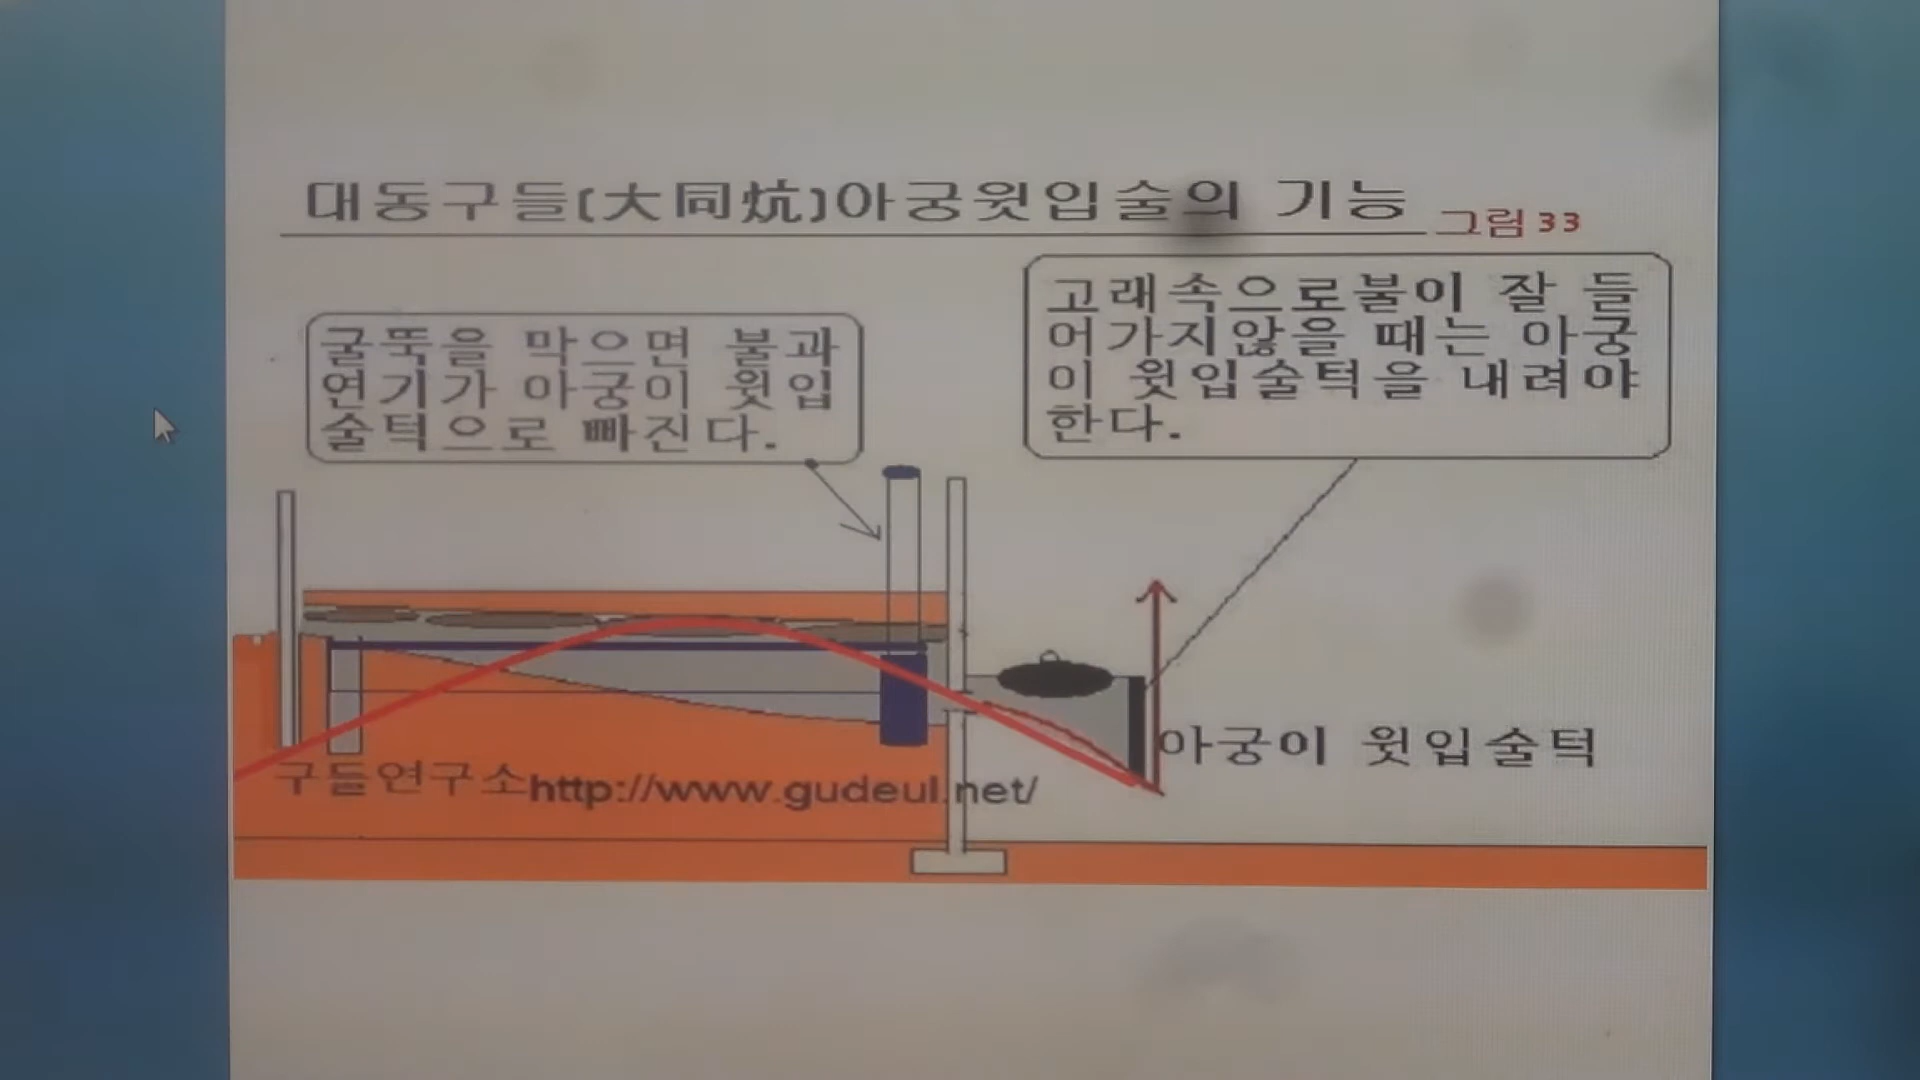 대동구들(大同炕)아궁윗입술의 기능
그림 33
굴뚝을 막으면 불과
연기가 아궁이 윗입
술턱으로 빠진다.
고래속으로불이 잘 들
어가지않을 때는 아궁
이 윗입술턱을 내려야
한다.
아궁이 윗입술턱
구들연구소http://www.gudeul.net/